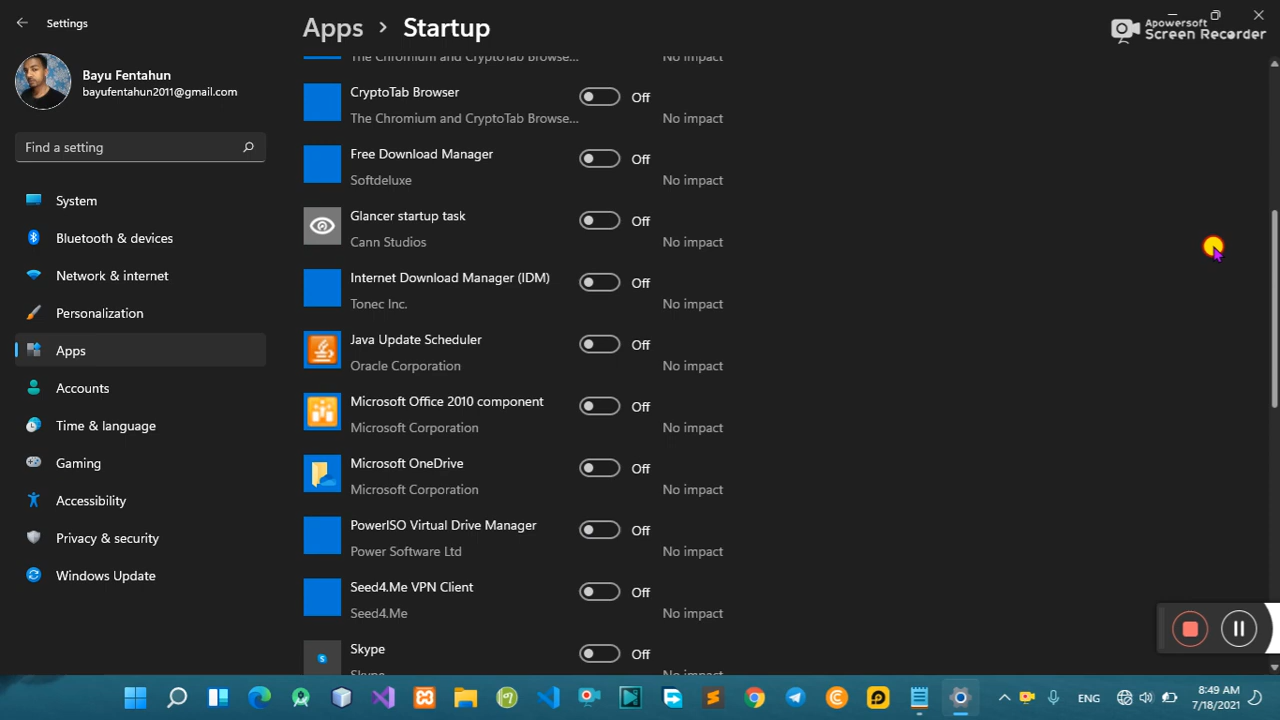 Settings
Apps > Startup
Apowersoft
Screen Recorder
Bayu Fentahun
bayufentahun2011@gmail.com
Find a setting
System
Bluetooth & devices
Network & internet
Personalization
Apps
Accounts
Time & language
Gaming
Accessibility
Privacy & security
Windows Update
The Chromium and CryptoTab Browse... No impact
CryptoTab Browser Off
The Chromium and CryptoTab Browse... No impact
Free Download Manager Off
Softdeluxe No impact
Glancer startup task Off
Cann Studios No impact
Internet Download Manager (IDM) Off
Tonec Inc. No impact
Java Update Scheduler Off
Oracle Corporation No impact
Microsoft Office 2010 component Off
Microsoft Corporation No impact
Microsoft OneDrive Off
Microsoft Corporation No impact
PowerISO Virtual Drive Manager Off
Power Software Ltd No impact
Seed4.Me VPN Client Off
Seed4.Me No impact
Skype Off
Skype No impact
ENG
8:49 AM
7/18/2021